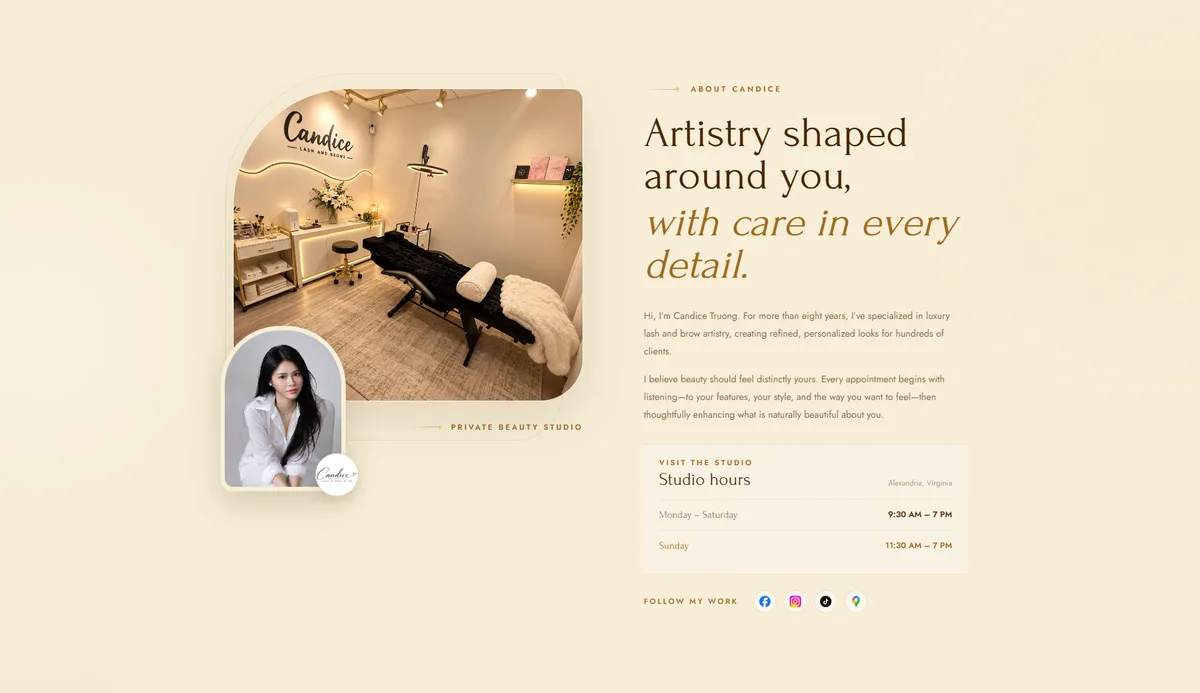 Candice
LASH AND BROWS
PRIVATE BEAUTY STUDIO
Candice
ABOUT CANDICE
Artistry shaped
around you,
with care in every
detail.
Hi, I'm Candice Truong. For more than eight years, I've specialized in luxury
lash and brow artistry, creating refined, personalized looks for hundreds of
clients.
I believe beauty should feel distinctly yours. Every appointment begins with
listening—to your features, your style, and the way you want to feel—then
thoughtfully enhancing what is naturally beautiful about you.
VISIT THE STUDIO
Studio hours
Alexandria, Virginia
Monday – Saturday
9:30 AM – 7 PM
Sunday
11:30 AM – 7 PM
FOLLOW MY WORK